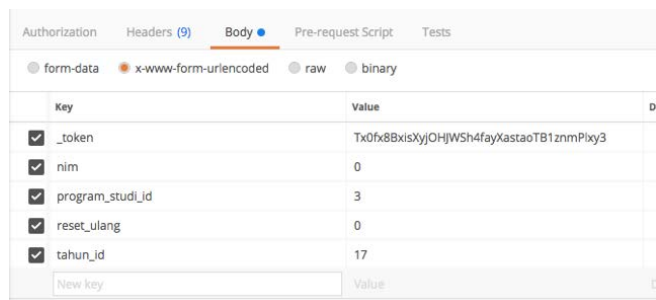 Authorization Headers (9) Body Pre-request Script Tests
form-data x-www-form-urlencoded raw binary
Key Value D
_token Tx0fx8BxisXyjOHJWSh4fayXastaoTB1znmPlxy3
nim 0
program_studi_id 3
reset_ulang 0
tahun_id 17
New key Value D